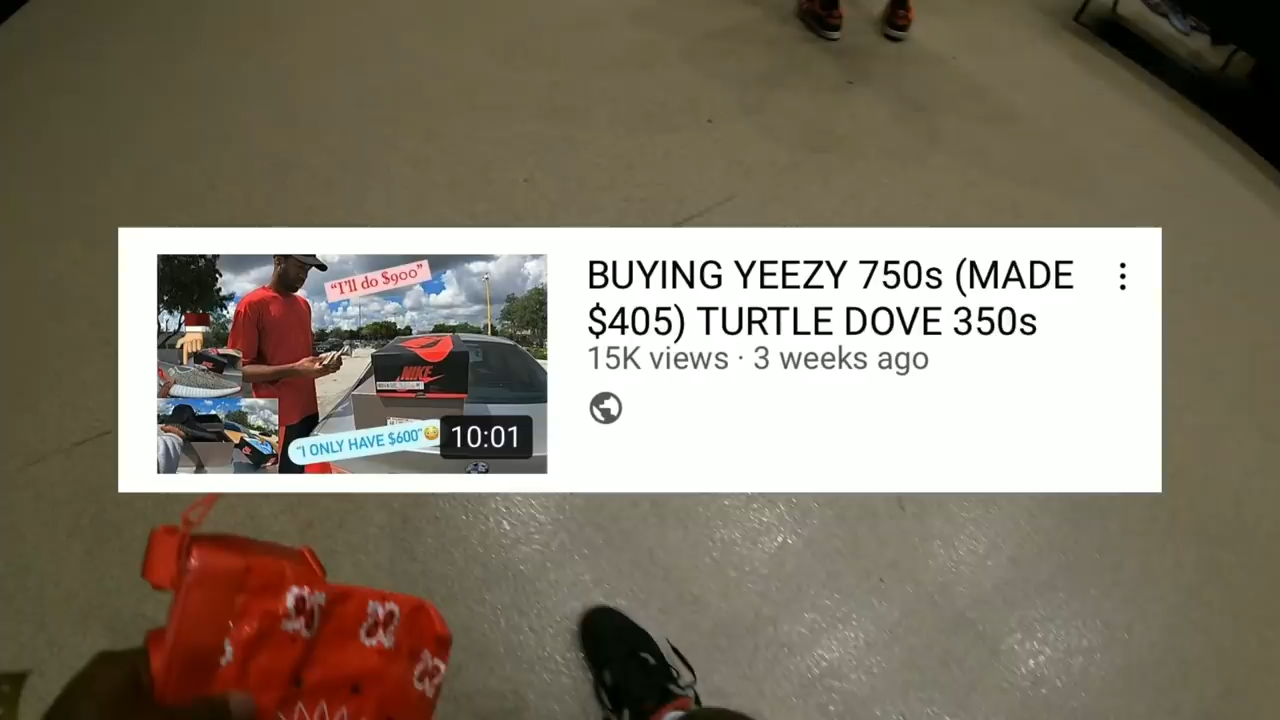 "I'll do $900"
NIKE
"I ONLY HAVE $600"
10:01
BUYING YEEZY 750s (MADE
$405) TURTLE DOVE 350s
15K views · 3 weeks ago